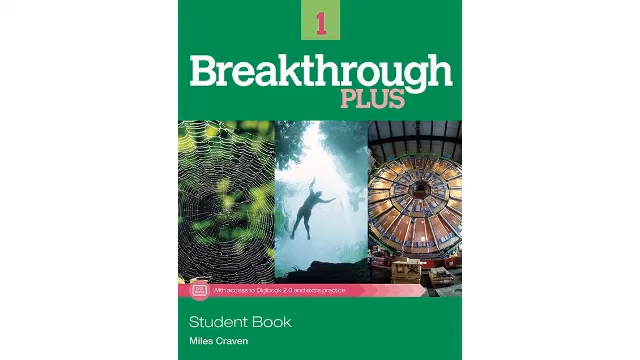 1
Breakthrough
PLUS
With access to Digibook 2.0 and extra practice
Student Book
Miles Craven